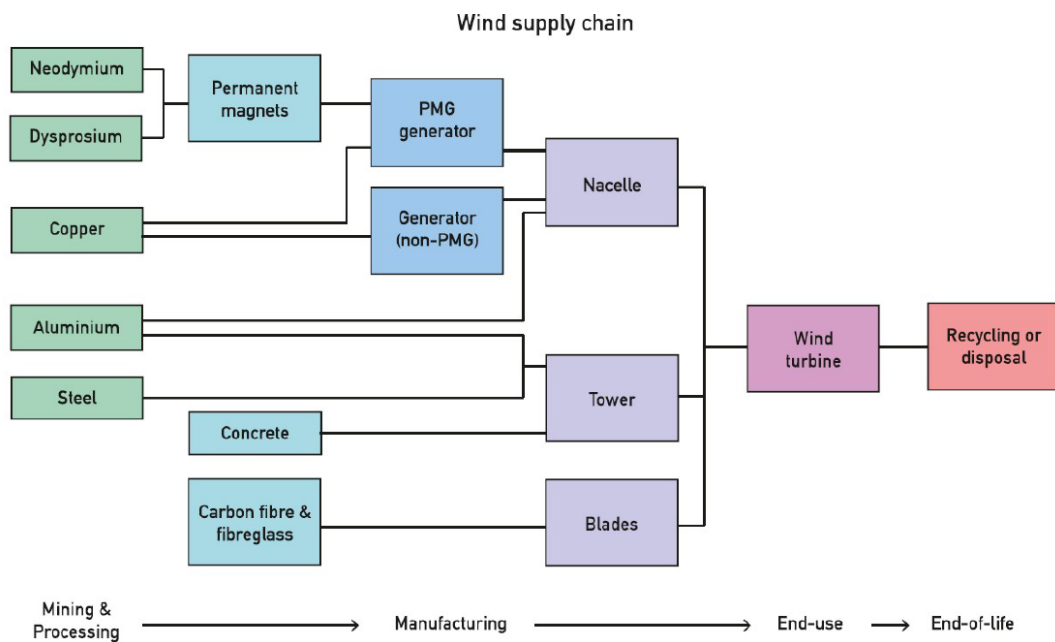 Wind supply chain
Neodymium
Dysprosium
Copper
Aluminium
Steel
Permanent
magnets
Concrete
Carbon fibre &
fibreglass
PMG
generator
Generator
(non-PMG)
Nacelle
Tower
Blades
Wind
turbine
Recycling or
disposal
Mining &
Processing
Manufacturing
End-use
End-of-life